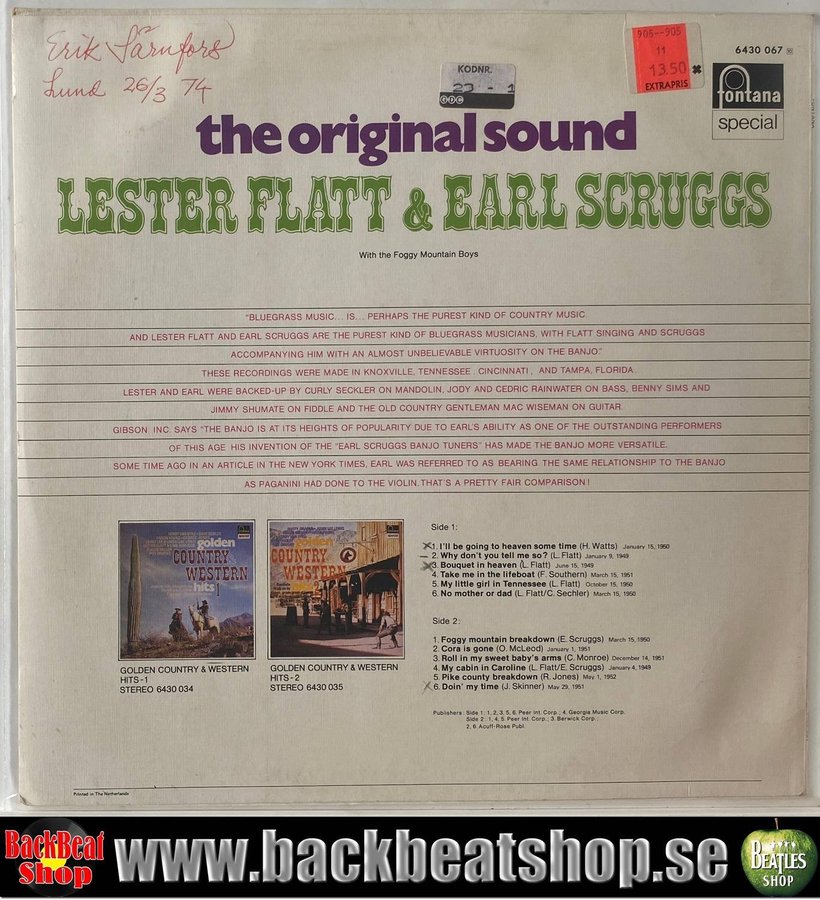 Erik Särnfors
Lund 26/3 74
KODNR.
GDC
905--905
11
13.50
EXTRAPRIS
6430 067
fontana
special
the original sound
LESTER FLATT & EARL SCRUGGS
With the Foggy Mountain Boys
"BLUEGRASS MUSIC... IS... PERHAPS THE PUREST KIND OF COUNTRY MUSIC
AND LESTER FLATT AND EARL SCRUGGS ARE THE PUREST KIND OF BLUEGRASS MUSICIANS, WITH FLATT SINGING AND SCRUGGS
ACCOMPANYING HIM WITH AN ALMOST UNBELIEVABLE VIRTUOSITY ON THE BANJO."
THESE RECORDINGS WERE MADE IN KNOXVILLE, TENNESSEE. CINCINNATI, AND TAMPA, FLORIDA.
LESTER AND EARL WERE BACKED-UP BY CURLY SECKLER ON MANDOLIN, JODY AND CEDRIC RAINWATER ON BASS, BENNY SIMS AND
JIMMY SHUMATE ON FIDDLE AND THE OLD COUNTRY GENTLEMAN MAC WISEMAN ON GUITAR.
GIBSON, INC. SAYS "THE BANJO IS AT ITS HEIGHTS OF POPULARITY DUE TO EARL'S ABILITY AS ONE OF THE OUTSTANDING PERFORMERS
OF THIS AGE. HIS INVENTION OF THE "EARL SCRUGGS BANJO TUNERS" HAS MADE THE BANJO MORE VERSATILE.
SOME TIME AGO IN AN ARTICLE IN THE NEW YORK TIMES, EARL WAS REFERRED TO AS BEARING THE SAME RELATIONSHIP TO THE BANJO
AS PAGANINI HAD DONE TO THE VIOLIN. THAT'S A PRETTY FAIR COMPARISON!
golden
COUNTRY
WESTERN
hits 1
GOLDEN COUNTRY & WESTERN
HITS-1
STEREO 6430 034
golden
COUNTRY
WESTERN
GOLDEN COUNTRY & WESTERN
HITS-2
STEREO 6430 035
Side 1:
1. I'll be going to heaven some time (H. Watts) January 15, 1950
2. Why don't you tell me so? (L. Flatt) January 9, 1949
3. Bouquet in heaven (L. Flatt) June 15, 1949
4. Take me in the lifeboat (F. Southern) March 15, 1951
5. My little girl in Tennessee (L. Flatt) October 15, 1950
6. No mother or dad (L. Flatt/C. Sechler) March 15, 1950
Side 2:
1. Foggy mountain breakdown (E. Scruggs) March 15, 1950
2. Cora is gone (O. McLeod) January 1, 1951
3. Roll in my sweet baby's arms (C. Monroe) December 14, 1951
4. My cabin in Caroline (L. Flatt/E. Scruggs) January 4, 1949
5. Pike county breakdown (R. Jones) May 1, 1952
6. Doin' my time (J. Skinner) May 29, 1951
Publishers: Side 1: 1, 2, 3, 5, 6. Peer Int. Corp.; 4. Georgia Music Corp.
Side 2: 1, 4, 5. Peer Int. Corp.; 3. Berwick Corp.;
2, 6. Acuff-Rose Publ.
Printed in The Netherlands
BackBeat
Shop
www.backbeatshop.se
BEATLES
SHOP